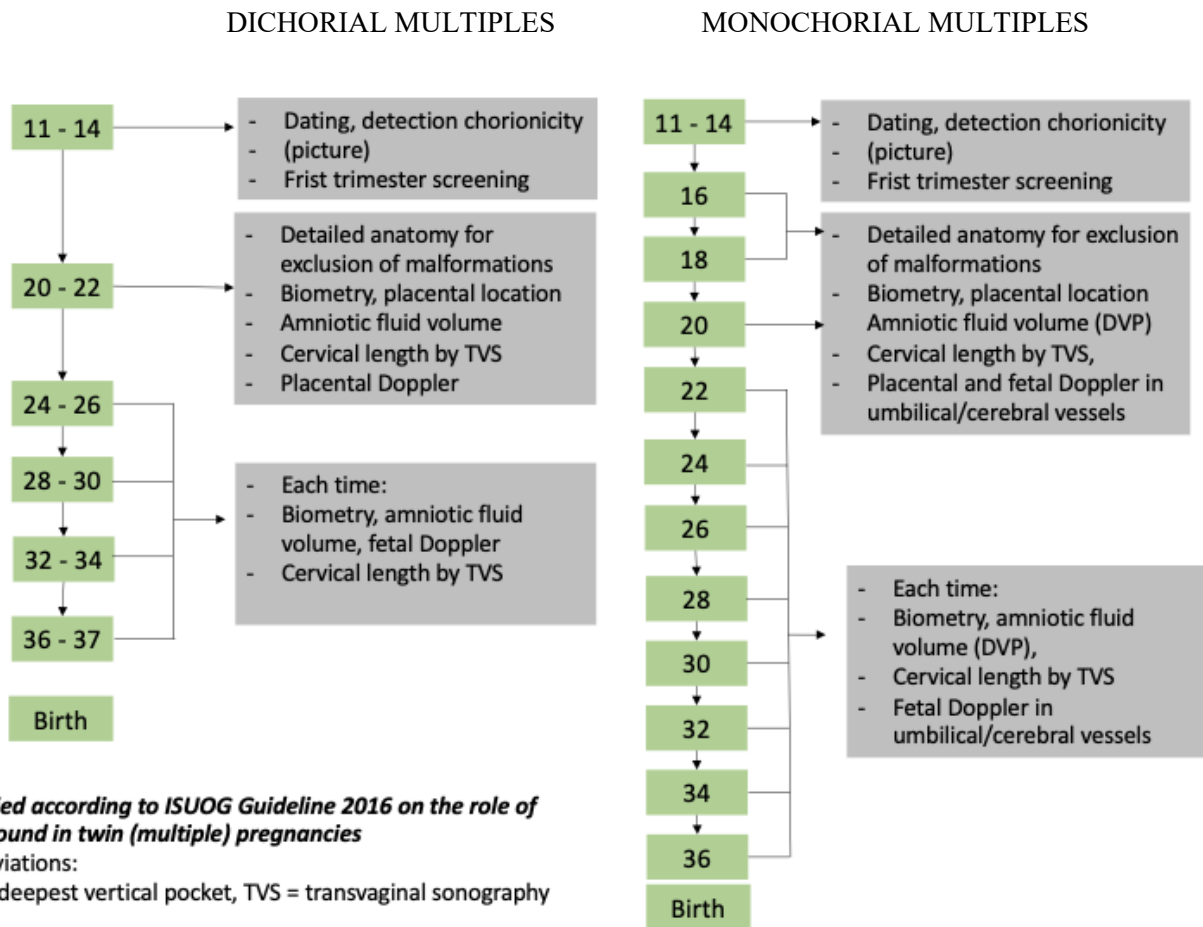 DICHORIAL MULTIPLES
11 - 14
- Dating, detection chorionicity
- (picture)
- Frist trimester screening
20 - 22
- Detailed anatomy for
exclusion of malformations
- Biometry, placental location
- Amniotic fluid volume
- Cervical length by TVS
- Placental Doppler
24 - 26
28 - 30
32 - 34
36 - 37
- Each time:
- Biometry, amniotic fluid
volume, fetal Doppler
- Cervical length by TVS
Birth
MONOCHORIAL MULTIPLES
11 - 14
- Dating, detection chorionicity
- (picture)
- Frist trimester screening
16
18
20
- Detailed anatomy for exclusion
of malformations
- Biometry, placental location
Amniotic fluid volume (DVP)
- Cervical length by TVS,
- Placental and fetal Doppler in
umbilical/cerebral vessels
22
24
26
28
30
32
34
36
- Each time:
- Biometry, amniotic fluid
volume (DVP),
- Cervical length by TVS
- Fetal Doppler in
umbilical/cerebral vessels
Birth
according to ISUOG Guideline 2016 on the role of
in twin (multiple) pregnancies
deepest vertical pocket, TVS = transvaginal sonography